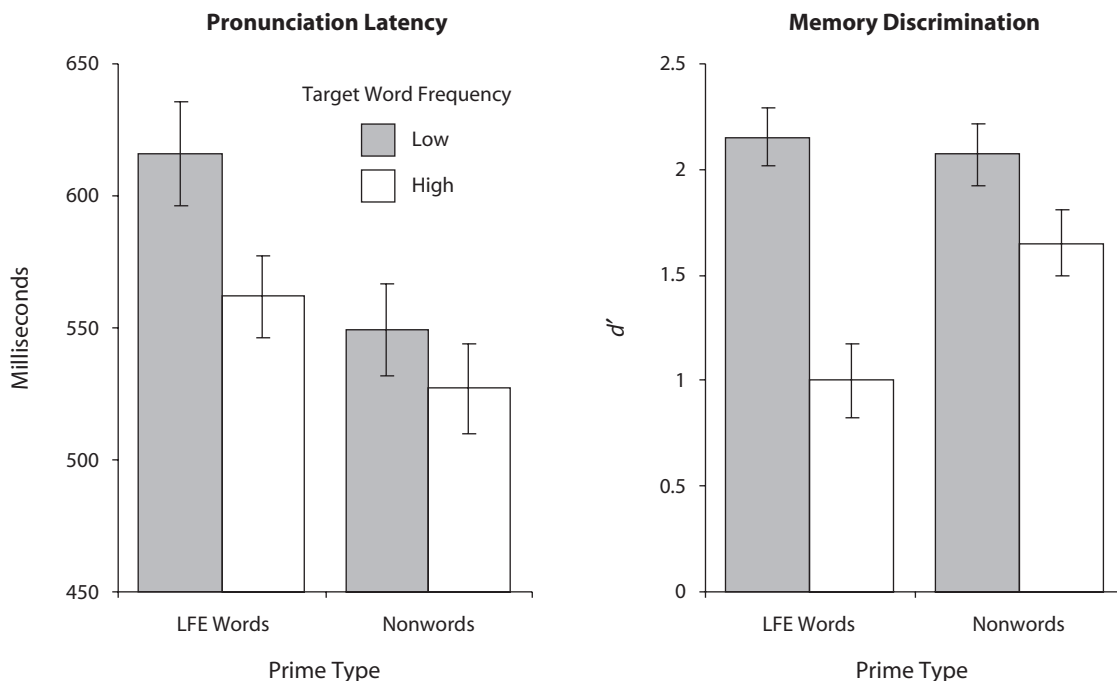 Pronunciation Latency
650
600
550
500
450
Milliseconds
Target Word Frequency
Low
High
LFE Words
Nonwords
Prime Type
Memory Discrimination
2.5
2
1.5
1
0.5
0
d′
LFE Words
Nonwords
Prime Type